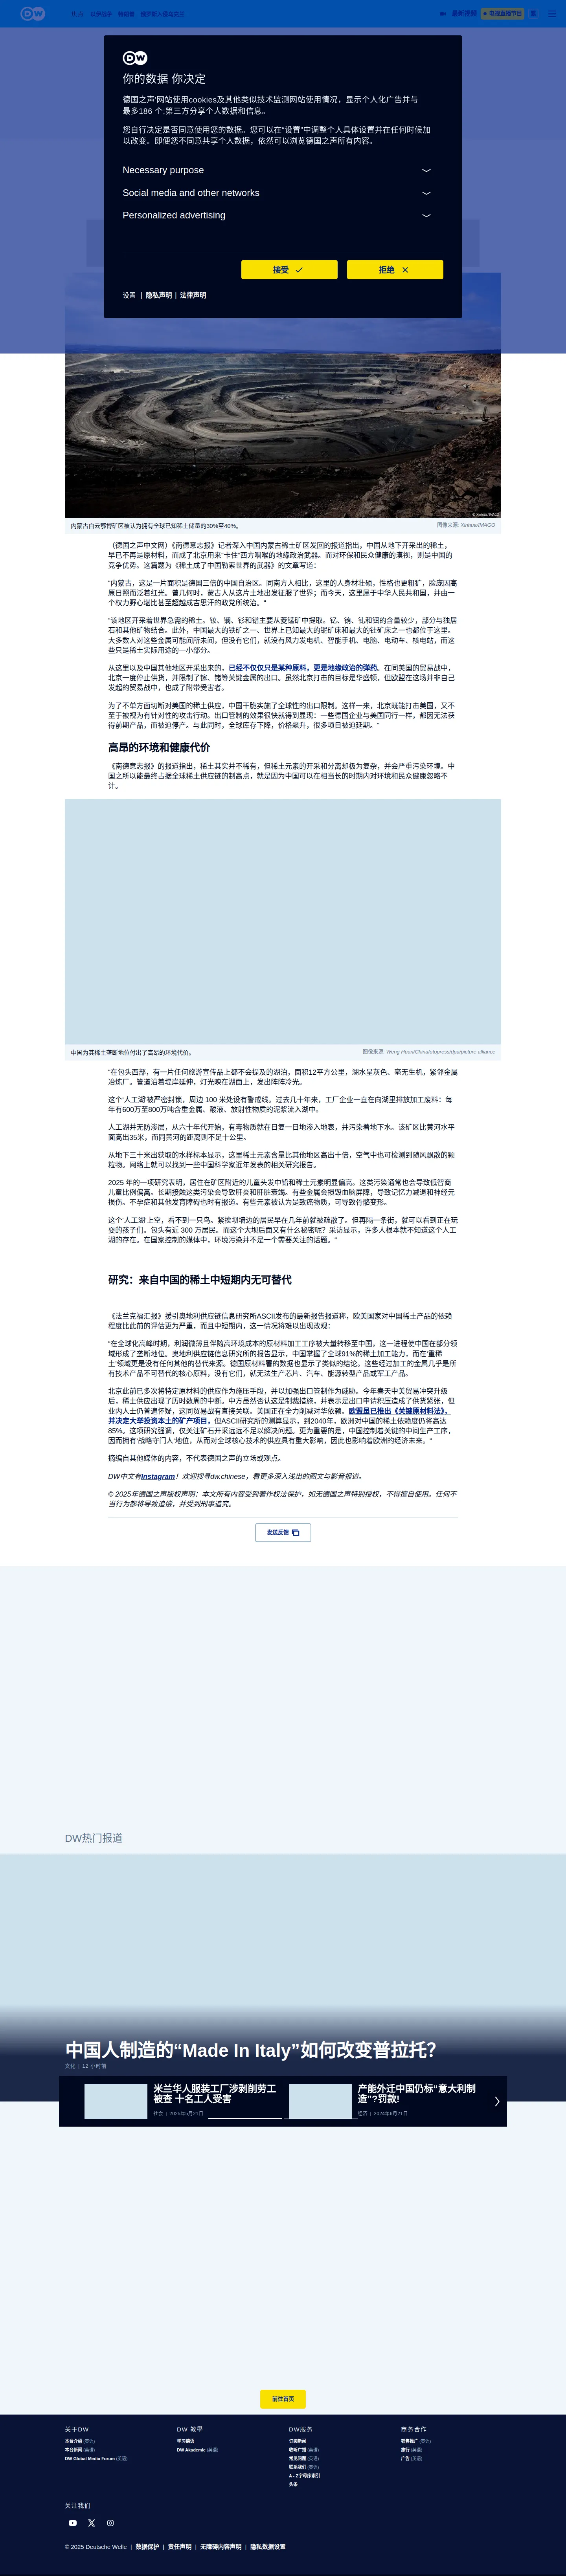 DW
最新视频
电视直播节目
DW
你的数据 你决定
德国之声’网站使用cookies及其他类似技术监测网站使用情况，显示个人化广告并与
最多186 个;第三方分享个人数据和信息。
您自行决定是否同意使用您的数据。您可以在“设置”中调整个人具体设置并在任何时候加
以改变。即便您不同意共享个人数据，依然可以浏览德国之声所有内容。
Necessary purpose
Social media and other networks
Personalized advertising
接受
拒绝
设置 | 隐私声明 | 法律声明
内蒙古白云鄂博矿区被认为拥有全球已知稀土储量的30%至40%。
图像来源: Xinhua/IMAGO
（德国之声中文网）《南德意志报》记者深入中国内蒙古稀土矿区发回的报道指出，中国从地下开采出的稀土，
早已不再是原材料，而成了北京用来“卡住”西方咽喉的地缘政治武器。而对环保和民众健康的漠视，则是中国的
竞争优势。这篇题为《稀土成了中国勒索世界的武器》的文章写道：
“内蒙古，这是一片面积是德国三倍的中国自治区。同南方人相比，这里的人身材壮硕，性格也更粗犷，脸庞因高
原日照而泛着红光。曾几何时，蒙古人从这片土地出发征服了世界；而今天，这里属于中华人民共和国，并由一
个权力野心堪比甚至超越成吉思汗的政党所统治。”
“该地区开采着世界急需的稀土。钕、镧、钐和镨主要从菱锰矿中提取。钇、镝、钆和铒的含量较少，部分与独居
石和其他矿物结合。此外，中国最大的铁矿之一、世界上已知最大的铌矿床和最大的钍矿床之一也都位于这里。
大多数人对这些金属可能闻所未闻，但没有它们，就没有风力发电机、智能手机、电脑、电动车、核电站，而这
些只是稀土实际用途的一小部分。
从这里以及中国其他地区开采出来的，已经不仅仅只是某种原料，更是地缘政治的弹药。在同美国的贸易战中，
北京一度停止供货，并限制了镓、锗等关键金属的出口。虽然北京打击的目标是华盛顿，但欧盟在这场并非自己
发起的贸易战中，也成了附带受害者。
为了不单方面切断对美国的稀土供应，中国干脆实施了全球性的出口限制。这样一来，北京既能打击美国，又不
至于被视为有针对性的攻击行动。出口管制的效果很快就得到显现：一些德国企业与美国同行一样，都因无法获
得前期产品，而被迫停产。与此同时，全球库存下降，价格飙升，很多项目被迫延期。”
高昂的环境和健康代价
《南德意志报》的报道指出，稀土其实并不稀有，但稀土元素的开采和分离却极为复杂，并会严重污染环境。中
国之所以能最终占据全球稀土供应链的制高点，就是因为中国可以在相当长的时期内对环境和民众健康忽略不
计。
中国为其稀土垄断地位付出了高昂的环境代价。
图像来源: Wang Huan/Chinafotopress/dpa/picture alliance
“在包头西部，有一片任何旅游宣传品上都不会提及的湖泊，面积12平方公里，湖水呈灰色、毫无生机，紧邻金属
冶炼厂。管道沿着堤岸延伸，灯光映在湖面上，发出阵阵冷光。
这个‘人工湖’被严密封锁，周边 100 米处设有警戒线。过去几十年来，工厂企业一直在向湖里排放加工废料：每
年有600万至800万吨含重金属、酸液、放射性物质的泥浆流入湖中。
人工湖并无防渗层，从六十年代开始，有毒物质就在日复一日地渗入地表，并污染着地下水。该矿区比黄河水平
面高出35米，而同黄河的距离则不足十公里。
从地下三十米出获取的水样标本显示，这里稀土元素含量比其他地区高出十倍，空气中也可检测到随风飘散的颗
粒物。网络上就可以找到一些中国科学家近年发表的相关研究报告。
2025 年的一项研究表明，居住在矿区附近的儿童头发中铅和稀土元素明显偏高。这类污染通常也会导致低智商
儿童比例偏高。长期接触这类污染会导致肝炎和肝脏衰竭。有些金属会损毁血脑屏障，导致记忆力减退和神经元
损伤。不孕症和其他发育障碍也时有报道。有些元素被认为是致癌物质，可导致骨骼变形。
这个‘人工湖’上空，看不到一只鸟。紧挨坝墙边的居民早在几年前就被疏散了。但再隔一条街，就可以看到正在玩
耍的孩子们。包头有近 300 万居民。而这个大坝后面又有什么秘密呢？采访显示，许多人根本就不知道这个人工
湖的存在。在国家控制的媒体中，环境污染并不是一个需要关注的话题。”
研究：来自中国的稀土中短期内无可替代
《法兰克福汇报》援引奥地利供应链信息研究所ASCII发布的最新报告报道称，欧美国家对中国稀土产品的依赖
程度比此前的评估更为严重，而且中短期内，这一情况将难以出现改观：
“在全球化高峰时期，利润微薄且伴随高环境成本的原材料加工工序被大量转移至中国，这一进程使中国在部分领
域形成了垄断地位。奥地利供应链信息研究所的报告显示，中国掌握了全球91%的稀土加工能力，而在‘重稀
土’领域更是没有任何其他的替代来源。德国原材料署的数据也显示了类似的结论。这些经过加工的金属几乎是所
有技术产品不可替代的核心原料，没有它们，就无法生产芯片、汽车、能源转型产品或军工产品。
北京此前已多次将特定原材料的供应作为施压手段，并以加强出口管制作为威胁。今年春天中美贸易冲突升级
后，稀土供应出现了历时数周的中断。中方虽然否认这是制裁措施，并表示是出口申请积压造成了供货紧张，但
业内人士仍普遍怀疑，这同贸易战有直接关联。美国正在全力削减对华依赖。欧盟虽已推出《关键原材料法》，
并决定大举投资本土的矿产项目，但ASCII研究所的测算显示，到2040年，欧洲对中国的稀土依赖度仍将高达
85%。这项研究强调，仅关注矿石开采远远不足以解决问题。更为重要的是，中国控制着关键的中间生产工序，
因而拥有‘战略守门人’地位，从而对全球核心技术的供应具有重大影响，因此也影响着欧洲的经济未来。”
摘编自其他媒体的内容，不代表德国之声的立场或观点。
DW中文有Instagram！欢迎搜寻dw.chinese，看更多深入浅出的图文与影音报道。
© 2025年德国之声版权声明：本文所有内容受到著作权法保护，如无德国之声特别授权，不得擅自使用。任何不
当行为都将导致追偿，并受到刑事追究。
发送反馈
DW热门报道
中国人制造的“Made In Italy”如何改变普拉托？
文化 | 12 小时前
米兰华人服装工厂涉剥削劳工
被查 十名工人受害
社会 | 2025年5月21日
产能外迁中国仍标“意大利制
造”？罚款！
经济 | 2024年6月21日
前往首页
关于DW
本台介绍 (英语)
本台新闻 (英语)
DW Global Media Forum (英语)
DW 教學
学习德语
DW Akademie (英语)
DW服务
订阅新闻
收听广播 (英语)
常见问题 (英语)
联系我们 (英语)
A - Z字母序索引
头条
商务合作
销售推广 (英语)
旅行 (英语)
广告 (英语)
关注我们
© 2025 Deutsche Welle | 数据保护 | 责任声明 | 无障碍内容声明 | 隐私数据设置